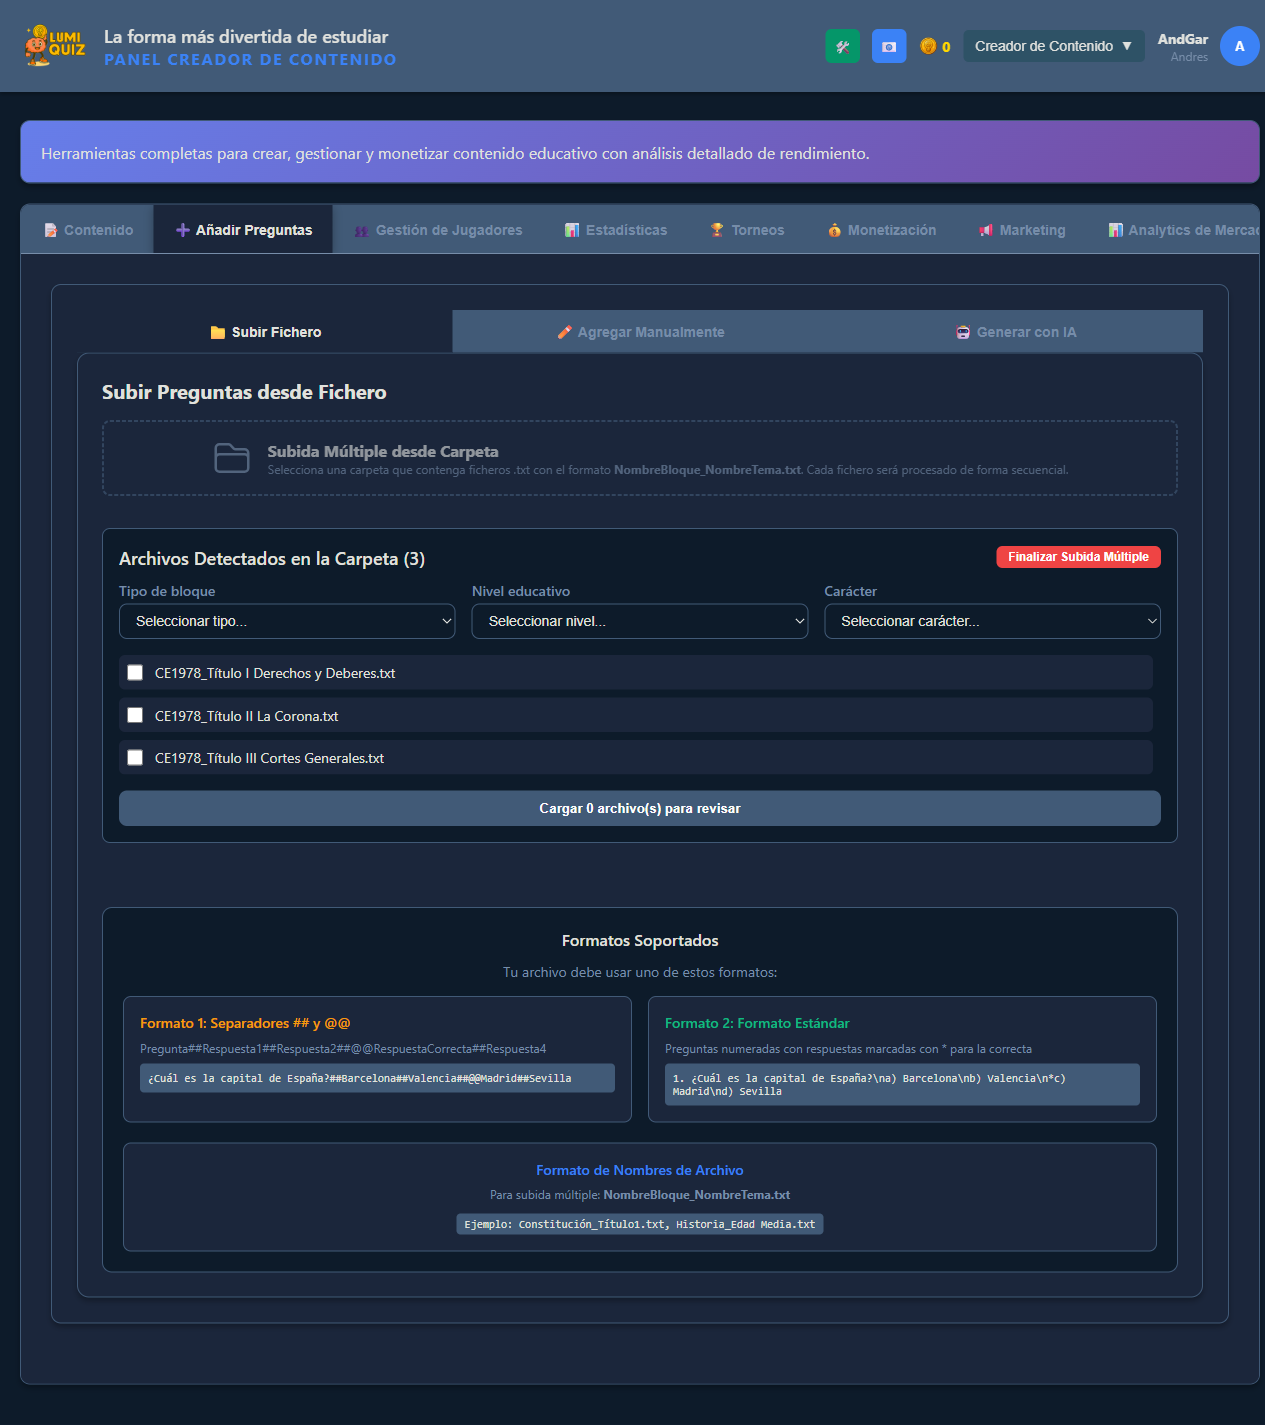 LUMI
QUIZ
La forma más divertida de estudiar
PANEL CREADOR DE CONTENIDO
0
Creador de Contenido ▼
AndGar
Andres
A
Herramientas completas para crear, gestionar y monetizar contenido educativo con análisis detallado de rendimiento.
Contenido
Añadir Preguntas
Gestión de Jugadores
Estadísticas
Torneos
Monetización
Marketing
Analytics de Mercad
Subir Fichero
Agregar Manualmente
Generar con IA
Subir Preguntas desde Fichero
Subida Múltiple desde Carpeta
Selecciona una carpeta que contenga ficheros .txt con el formato NombreBloque_NombreTema.txt. Cada fichero será procesado de forma secuencial.
Archivos Detectados en la Carpeta (3)
Finalizar Subida Múltiple
Tipo de bloque
Nivel educativo
Carácter
Seleccionar tipo...
Seleccionar nivel...
Seleccionar carácter...
CE1978_Título I Derechos y Deberes.txt
CE1978_Título II La Corona.txt
CE1978_Título III Cortes Generales.txt
Cargar 0 archivo(s) para revisar
Formatos Soportados
Tu archivo debe usar uno de estos formatos:
Formato 1: Separadores ## y @@
Pregunta##Respuesta1##Respuesta2##@@RespuestaCorrecta##Respuesta4
¿Cuál es la capital de España?##Barcelona##Valencia##@@Madrid##Sevilla
Formato 2: Formato Estándar
Preguntas numeradas con respuestas marcadas con * para la correcta
1. ¿Cuál es la capital de España?\na) Barcelona\nb) Valencia\n*c)
Madrid\nd) Sevilla
Formato de Nombres de Archivo
Para subida múltiple: NombreBloque_NombreTema.txt
Ejemplo: Constitución_Título1.txt, Historia_Edad Media.txt